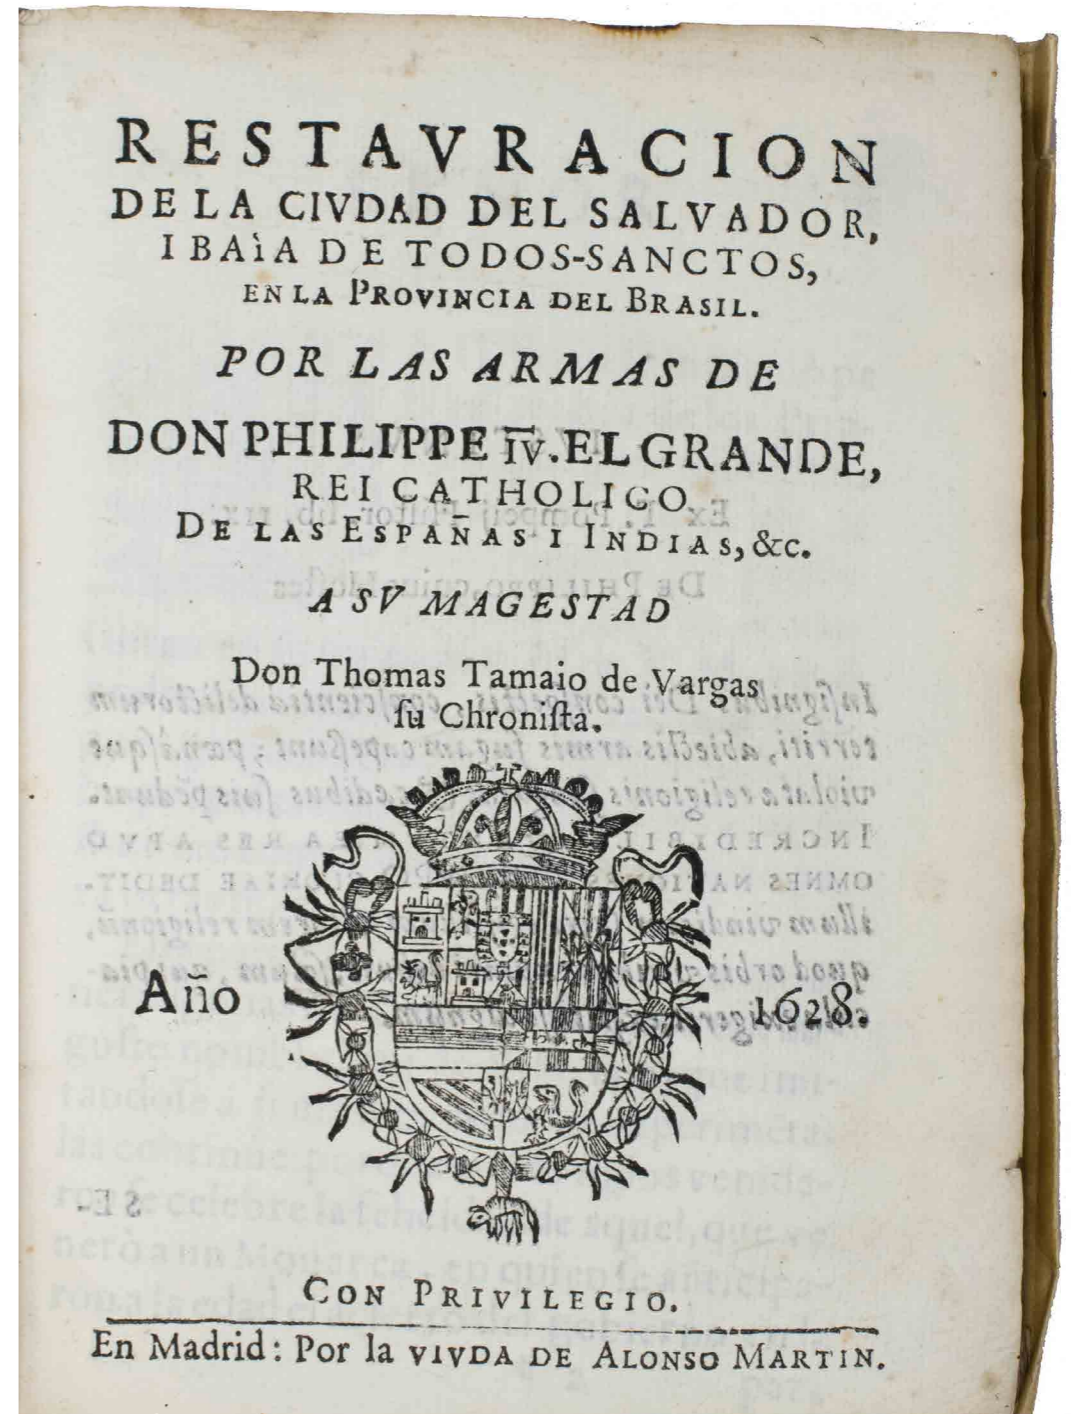 RESTAVRACION
DE LA CIVDAD DEL SALVADOR,
I BAìA DE TODOS-SANCTOS,
EN LA PROVINCIA DEL BRASIL.
POR LAS ARMAS DE
DON PHILIPPE IV. EL GRANDE,
REI CATHOLICO
DE LAS ESPAÑAS I INDIAS, &c.
A SV MAGESTAD
Don Thomas Tamaio de Vargas
ſu Chroniſta.
Año 1628.
CON PRIVILEGIO.
En Madrid: Por la VIVDA DE ALONSO MARTIN.